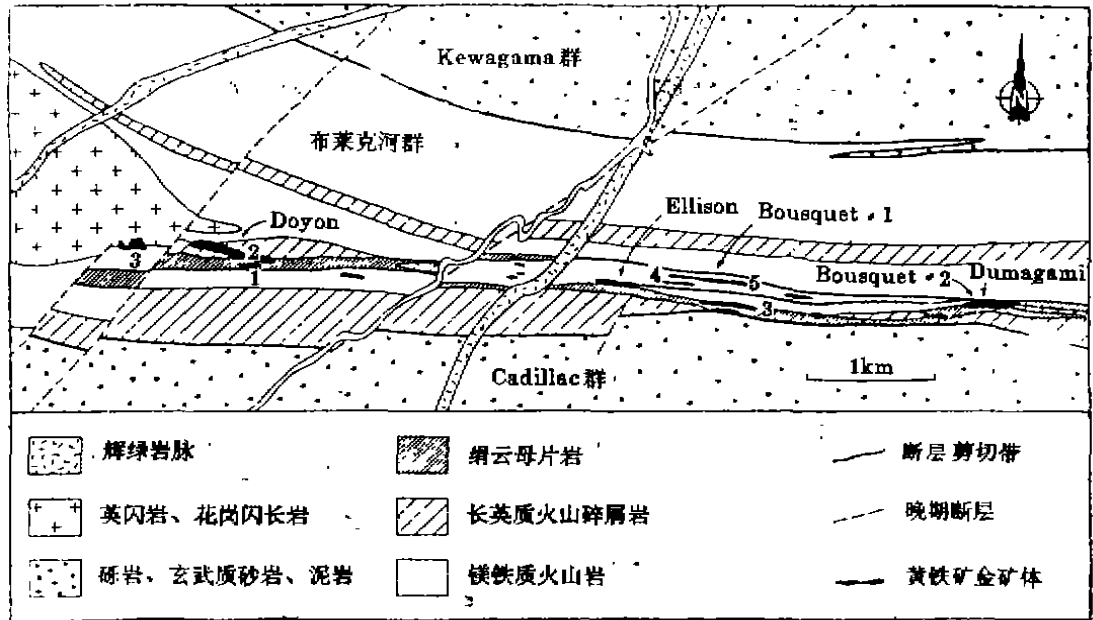 Kewagama群
N
布莱克河群
Ellison
Bousquet • 1
Doyon
2
3
1
4
5
Bousquet • 2
Dumagami
3
1km
Cadillac群
辉绿岩脉
绢云母片岩
断层剪切带
英闪岩、花岗闪长岩
长英质火山碎屑岩
晚期断层
砾岩、玄武质砂岩、泥岩
镁铁质火山岩
黄铁矿金矿体